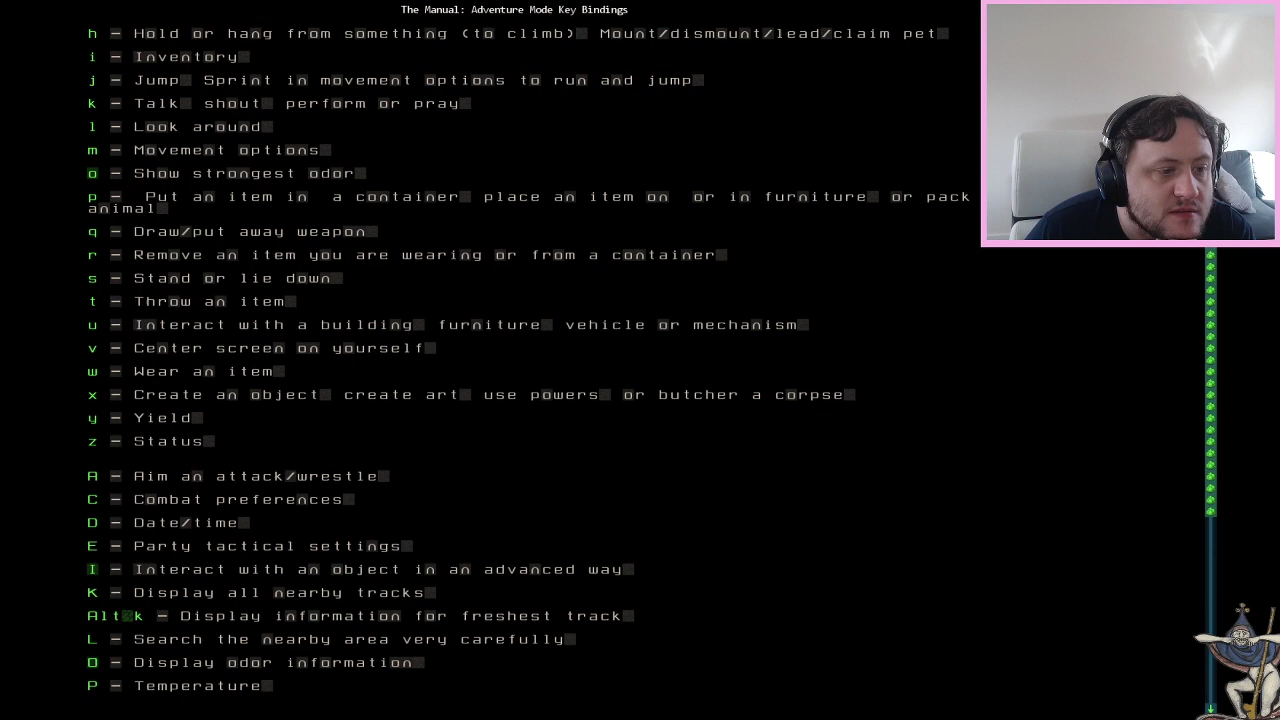 The Manual: Adventure Mode Key Bindings
h - Hold or hang from something (to climb) Mount/dismount/lead/claim pet
i - Inventory
j - Jump Sprint in movement options to run and jump
k - Talk shout perform or pray
l - Look around
m - Movement options
o - Show strongest odor
p - Put an item in a container place an item on or in furniture or pack
animal
q - Draw/put away weapon
r - Remove an item you are wearing or from a container
s - Stand or lie down
t - Throw an item
u - Interact with a building furniture vehicle or mechanism
v - Center screen on yourself
w - Wear an item
x - Create an object create art use powers or butcher a corpse
y - Yield
z - Status
A - Aim an attack/wrestle
C - Combat preferences
D - Date/time
E - Party tactical settings
I - Interact with an object in an advanced way
K - Display all nearby tracks
Alt k - Display information for freshest track
L - Search the nearby area very carefully
O - Display odor information
P - Temperature